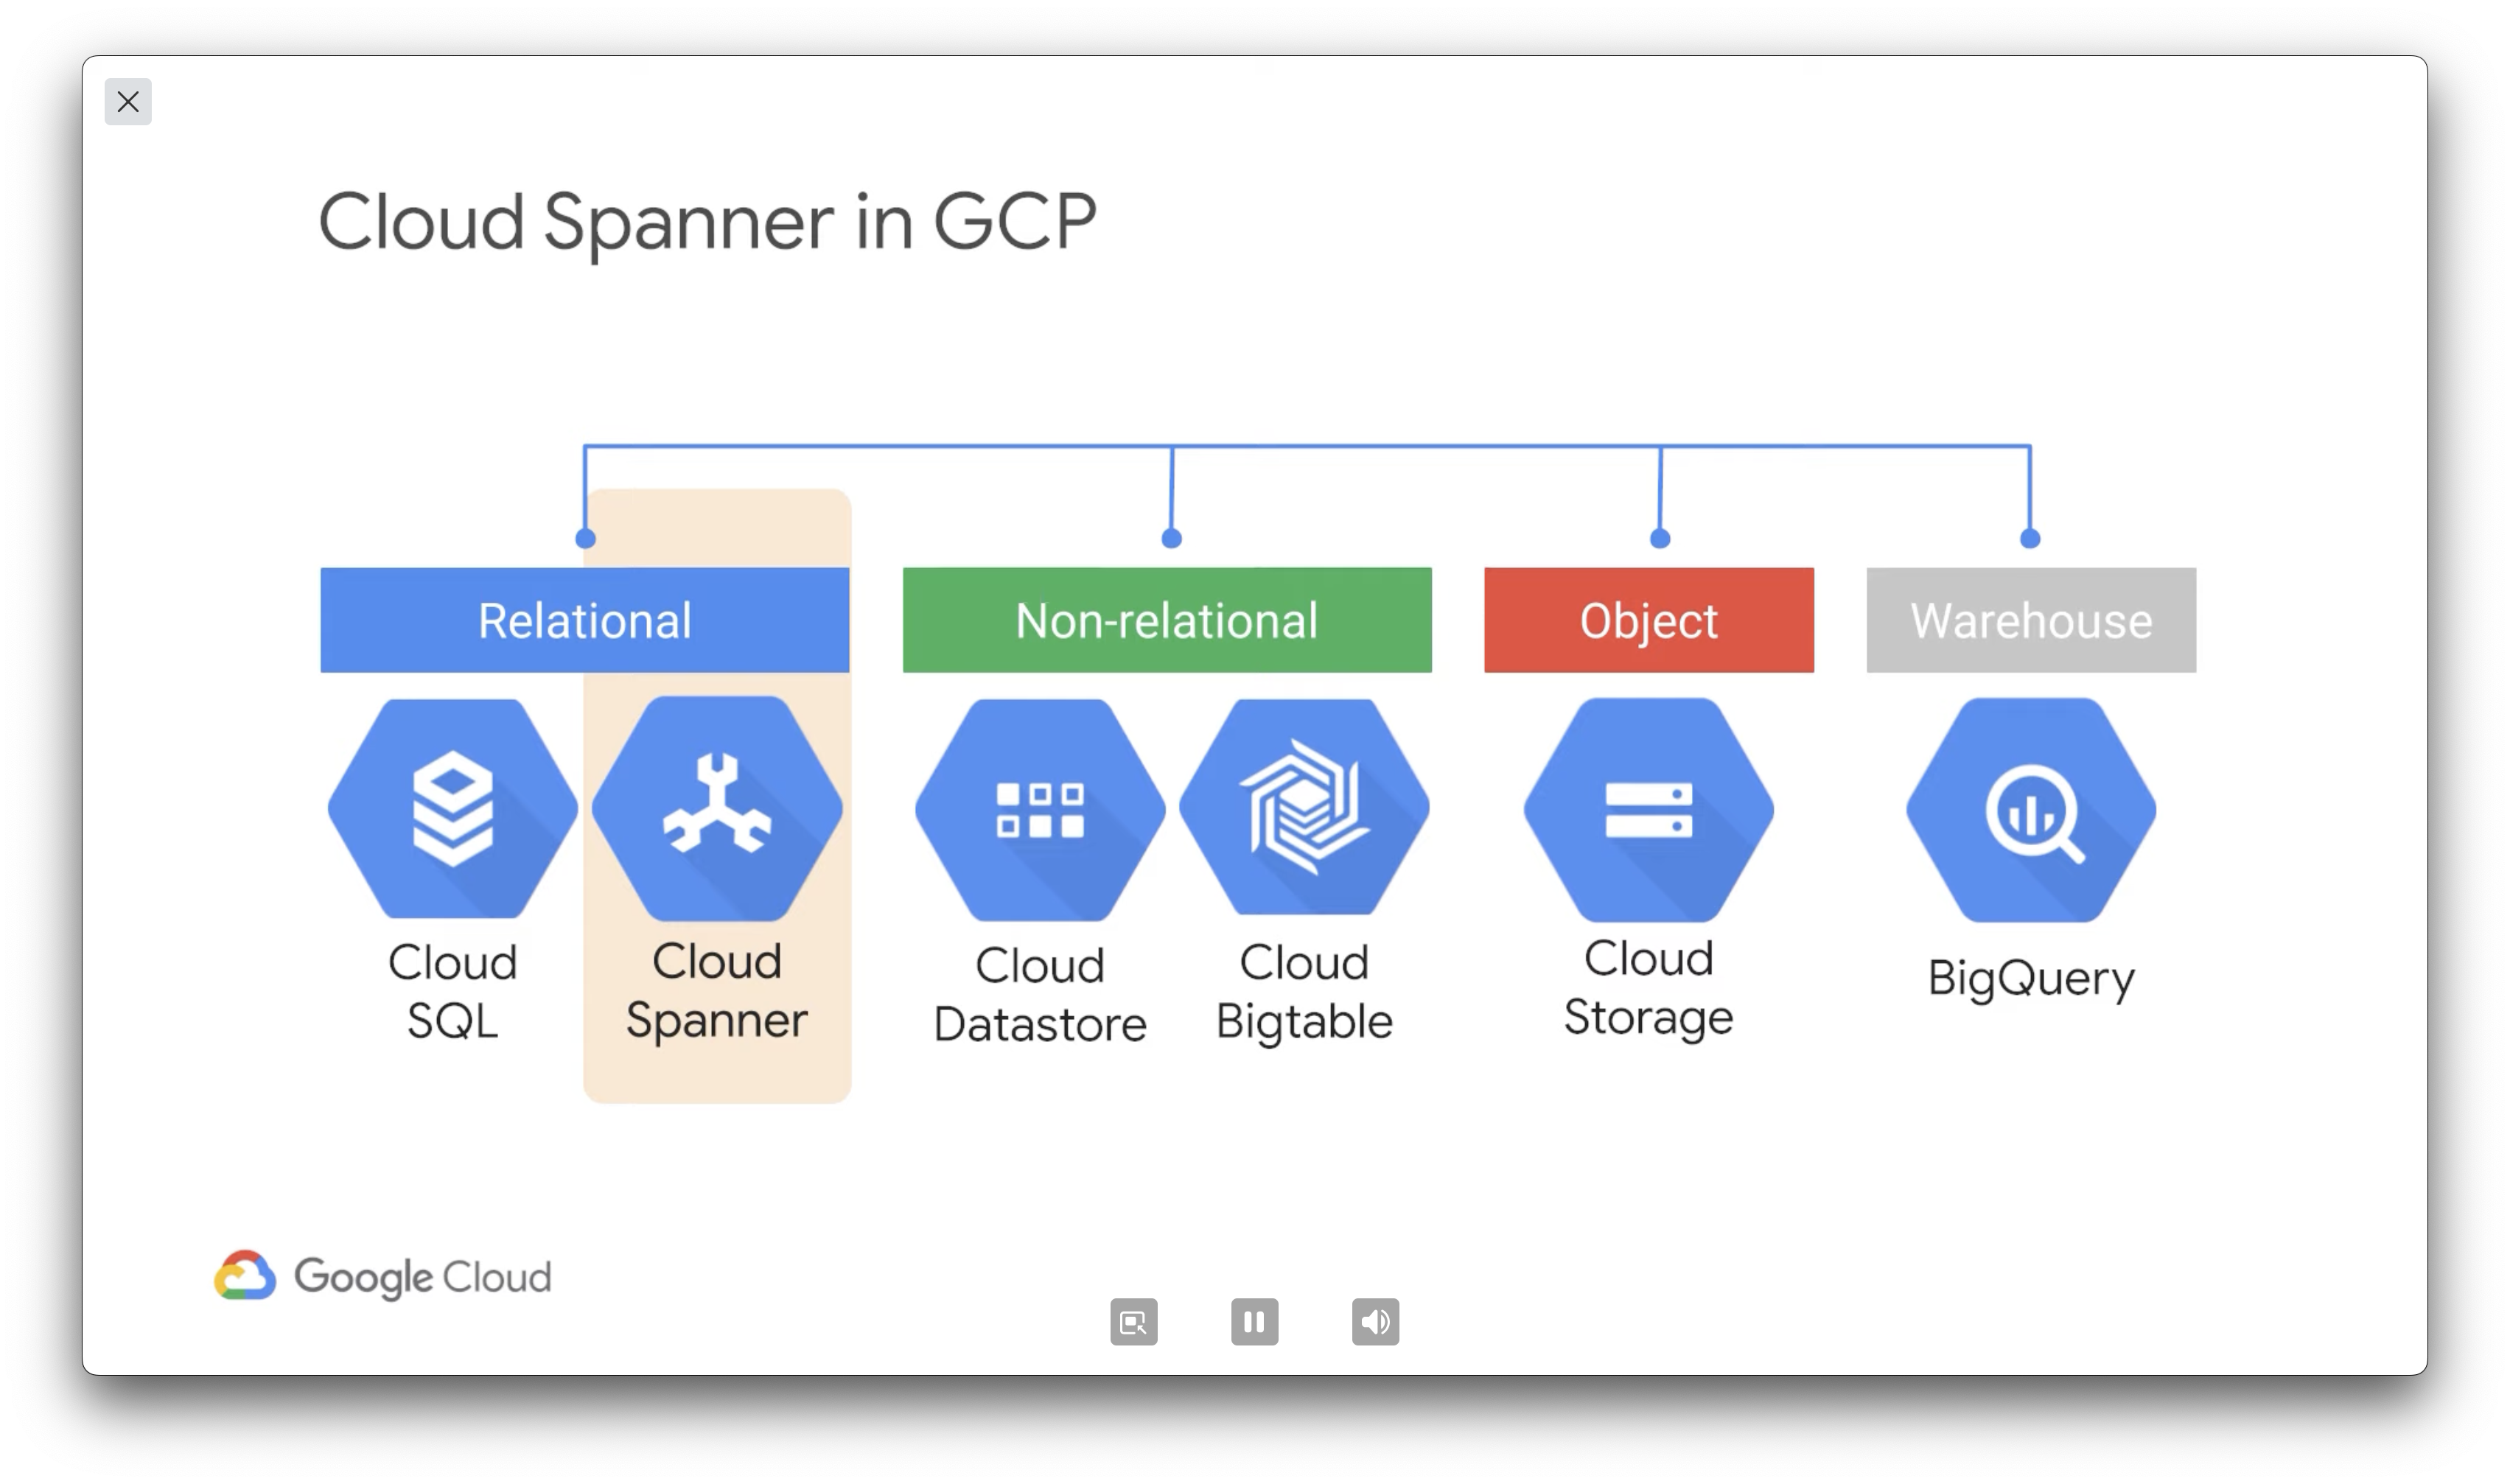 Cloud Spanner in GCP
Relational
Non-relational
Object
Warehouse
Cloud
SQL
Cloud
Spanner
Cloud
Datastore
Cloud
Bigtable
Cloud
Storage
BigQuery
Google Cloud